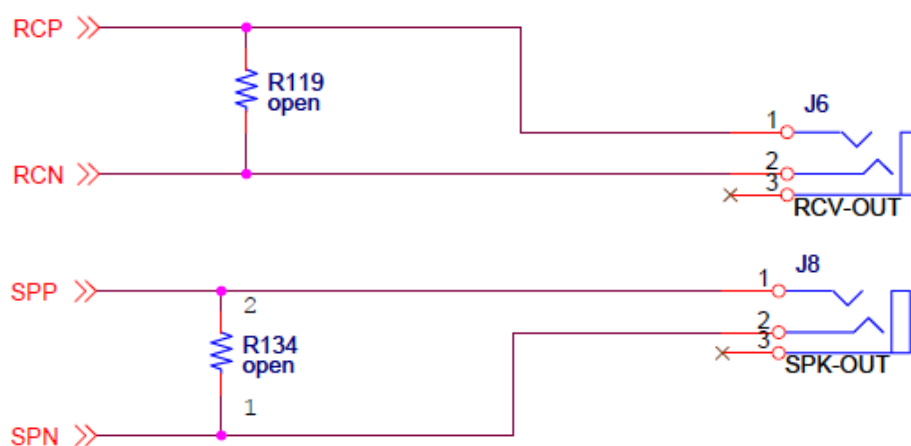 RCP
R119
open
J6
1
2
3
RCN
RCV-OUT
SPP
J8
2
1
R134
open
2
3
SPK-OUT
1
SPN